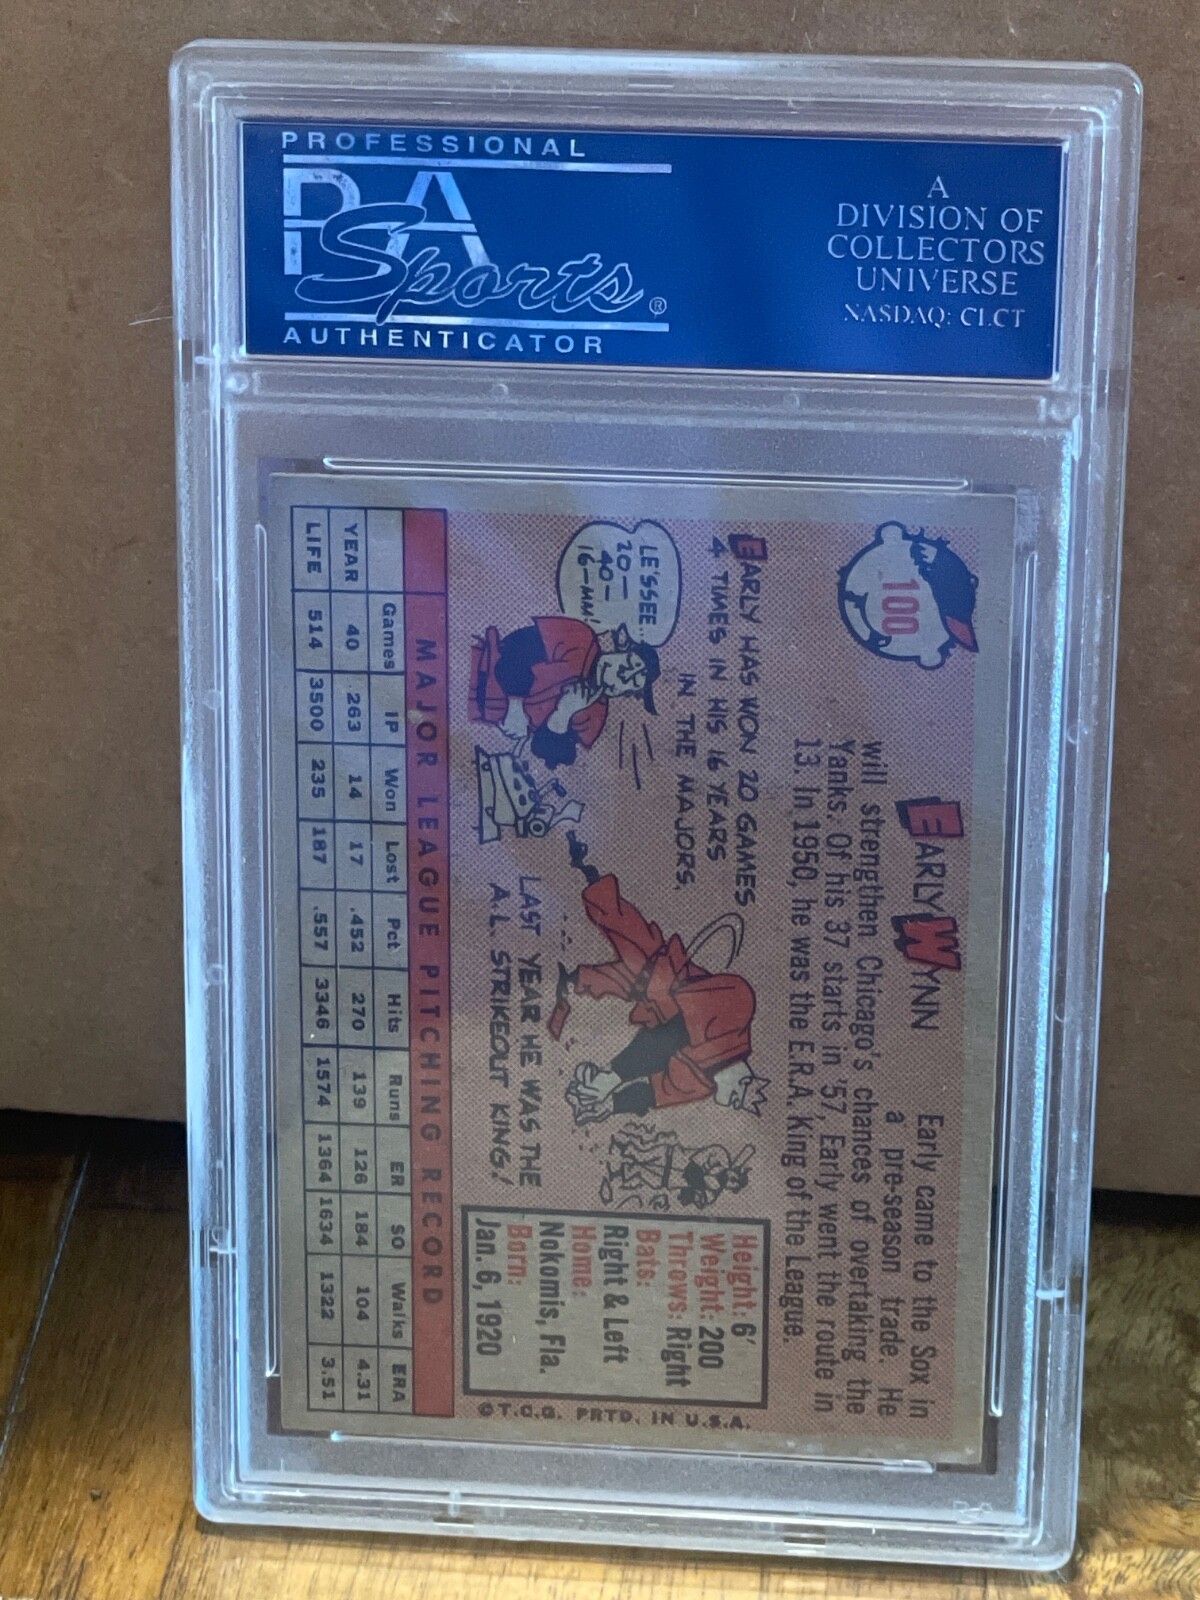 PROFESSIONAL
PSA
Sports®
AUTHENTICATOR
A
DIVISION OF
COLLECTORS
UNIVERSE
NASDAQ: CLCT
100
EARLY WYNN
Early came to the Sox in
a pre-season trade. He
will strengthen Chicago's chances of overtaking the
Yanks. Of his 37 starts in '57, Early went the route in
13. In 1950, he was the E.R.A. King of the League.
EARLY HAS WON 20 GAMES
4 TIMES IN HIS 16 YEARS
IN THE MAJORS.
LE'SSEE..
20—
40—
16—MM!
LAST YEAR HE WAS THE
A.L. STRIKEOUT KING!
Height: 6'
Weight: 200
Throws: Right
Bats:
Right & Left
Home:
Nokomis, Fla.
Born:
Jan. 6, 1920
©T.C.G. PRTD. IN U.S.A.
MAJOR LEAGUE PITCHING RECORD
Games IP Won Lost Pct Hits Runs ER SO Walks ERA
YEAR 40 263 14 17 .452 270 139 126 184 104 4.31
LIFE 514 3500 235 187 .557 3346 1574 1364 1634 1322 3.51